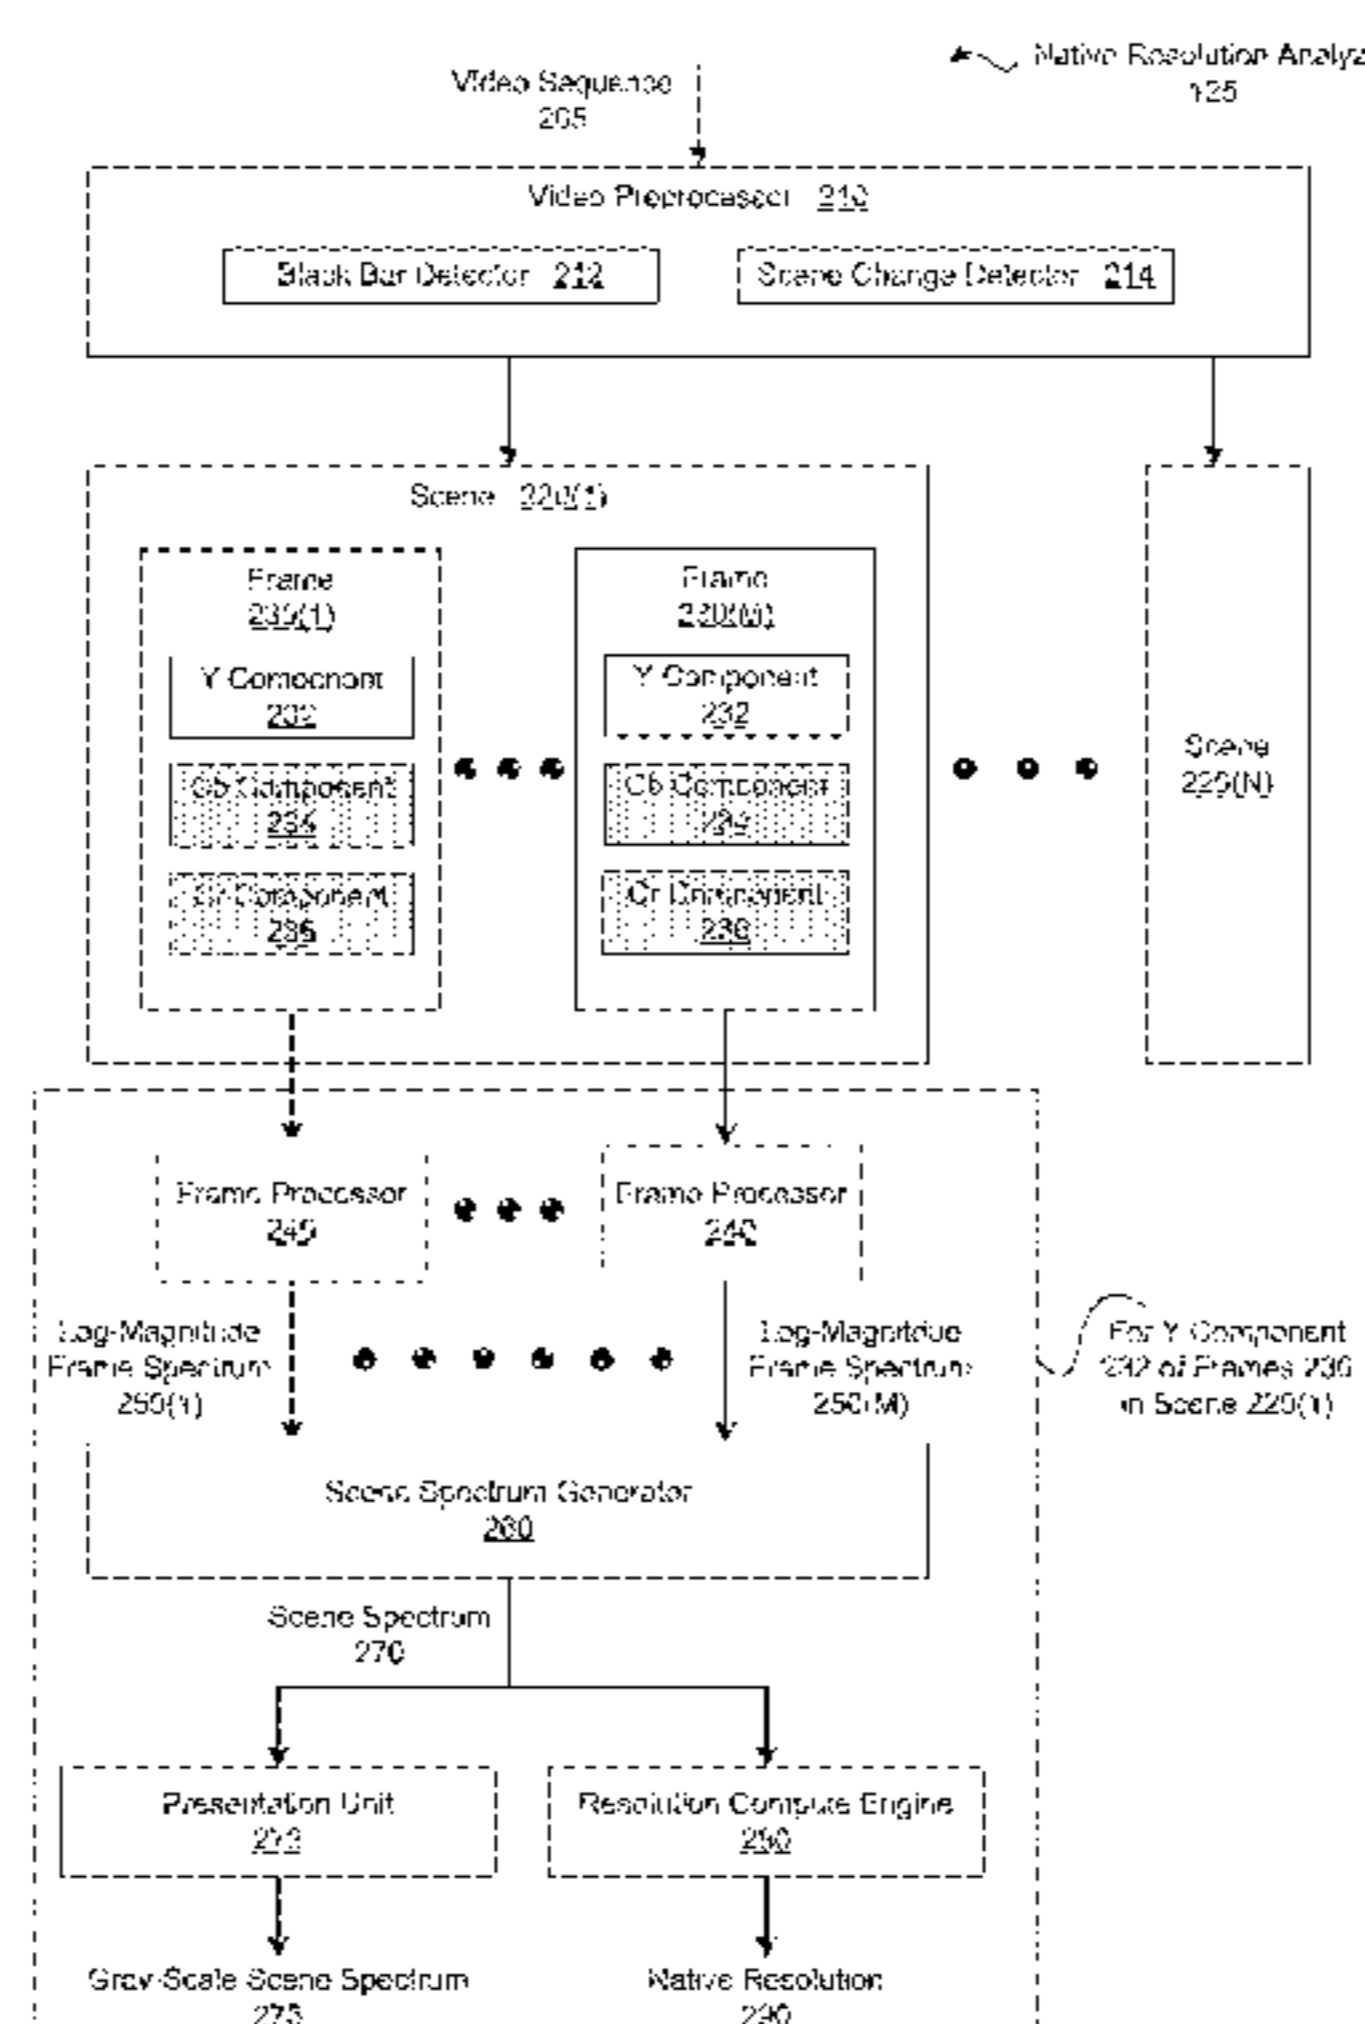 Native Resolution Analyz
125
Video Sequence
205
Video Preprocessor 210
Black Bar Detector 212
Scene Change Detector 214
Scene 220(1)
Frame
230(1)
Y Component
232
Cb Component
234
Cr Component
236
Frame
230(M)
Y Component
232
Cb Component
234
Cr Component
236
Scene
220(N)
Frame Processor
240
Frame Processor
240
Log-Magnitude
Frame Spectrum
250(1)
Log-Magnitdue
Frame Spectrum
250(M)
For Y Component
232 of Frames 230
in Scene 220(1)
Scene Spectrum Generator
260
Scene Spectrum
270
Presentation Unit
Resolution Compute Engine
280
Gray-Scale Scene Spectrum
275
Native Resolution
290